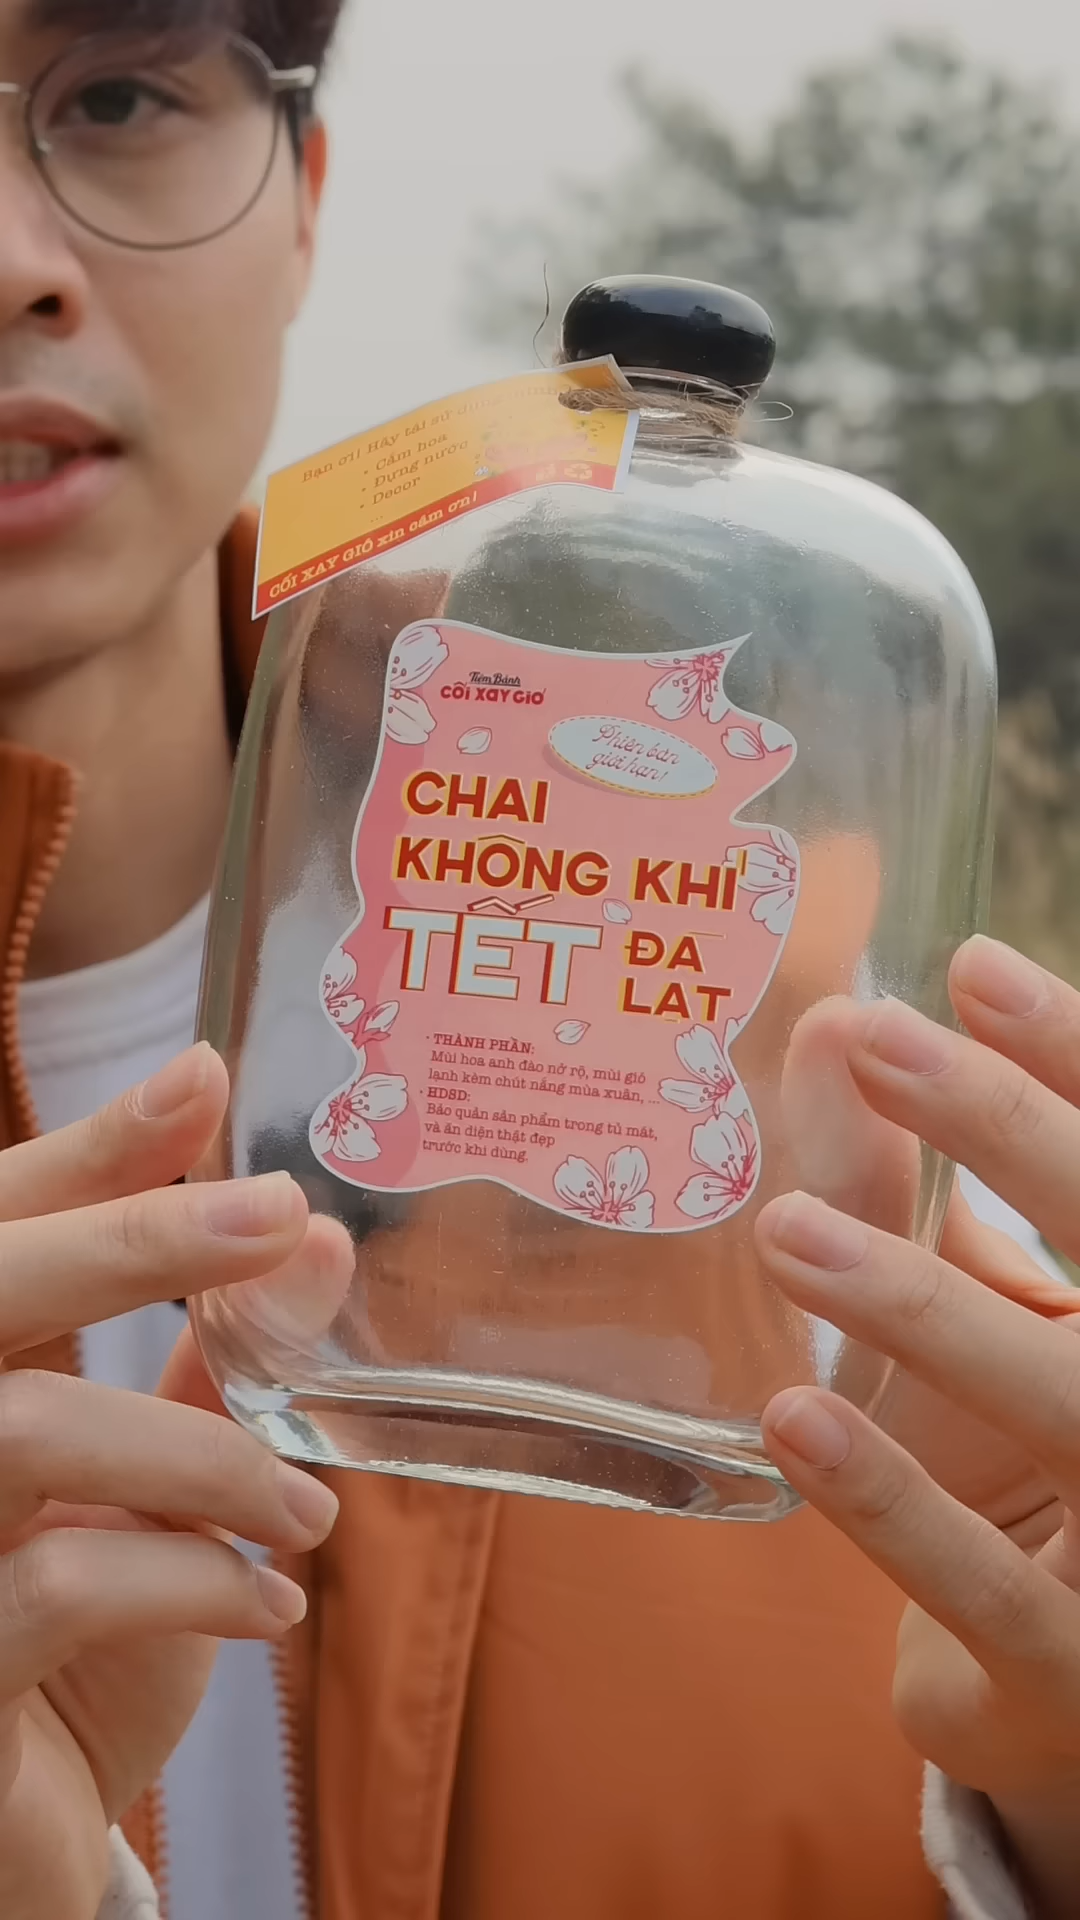 Bạn ơi! Hãy tái sử dụng mình
• Cắm hoa
• Đựng nước
• Decor
...
CỐI XAY GIÓ xin cảm ơn!
Tiệm Bánh
CỐI XAY GIÓ
Phiên bản
giới hạn!
CHAI
KHÔNG KHÍ
TẾT ĐÀ
LẠT
• THÀNH PHẦN:
Mùi hoa anh đào nở rộ, mùi gió
lạnh kèm chút nắng mùa xuân, ...
• HDSD:
Bảo quản sản phẩm trong tủ mát,
và ăn diện thật đẹp
trước khi dùng.